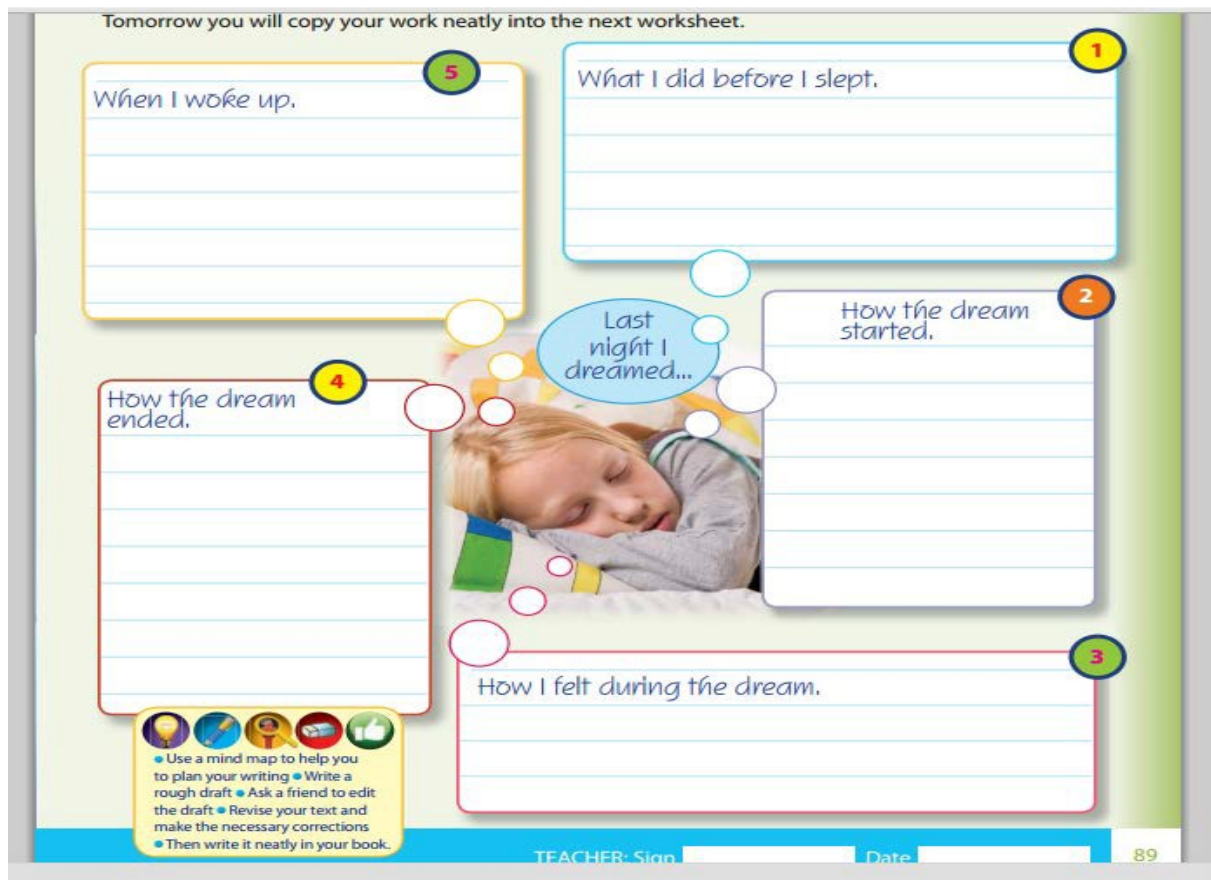 Tomorrow you will copy your work neatly into the next worksheet.
1
What I did before I slept.
5
When I woke up.
Last
night I
dreamed...
2
How the dream
started.
4
How the dream
ended.
3
How I felt during the dream.
• Use a mind map to help you
to plan your writing • Write a
rough draft • Ask a friend to edit
the draft • Revise your text and
make the necessary corrections
• Then write it neatly in your book.
TEACHER: Sign
Date
89